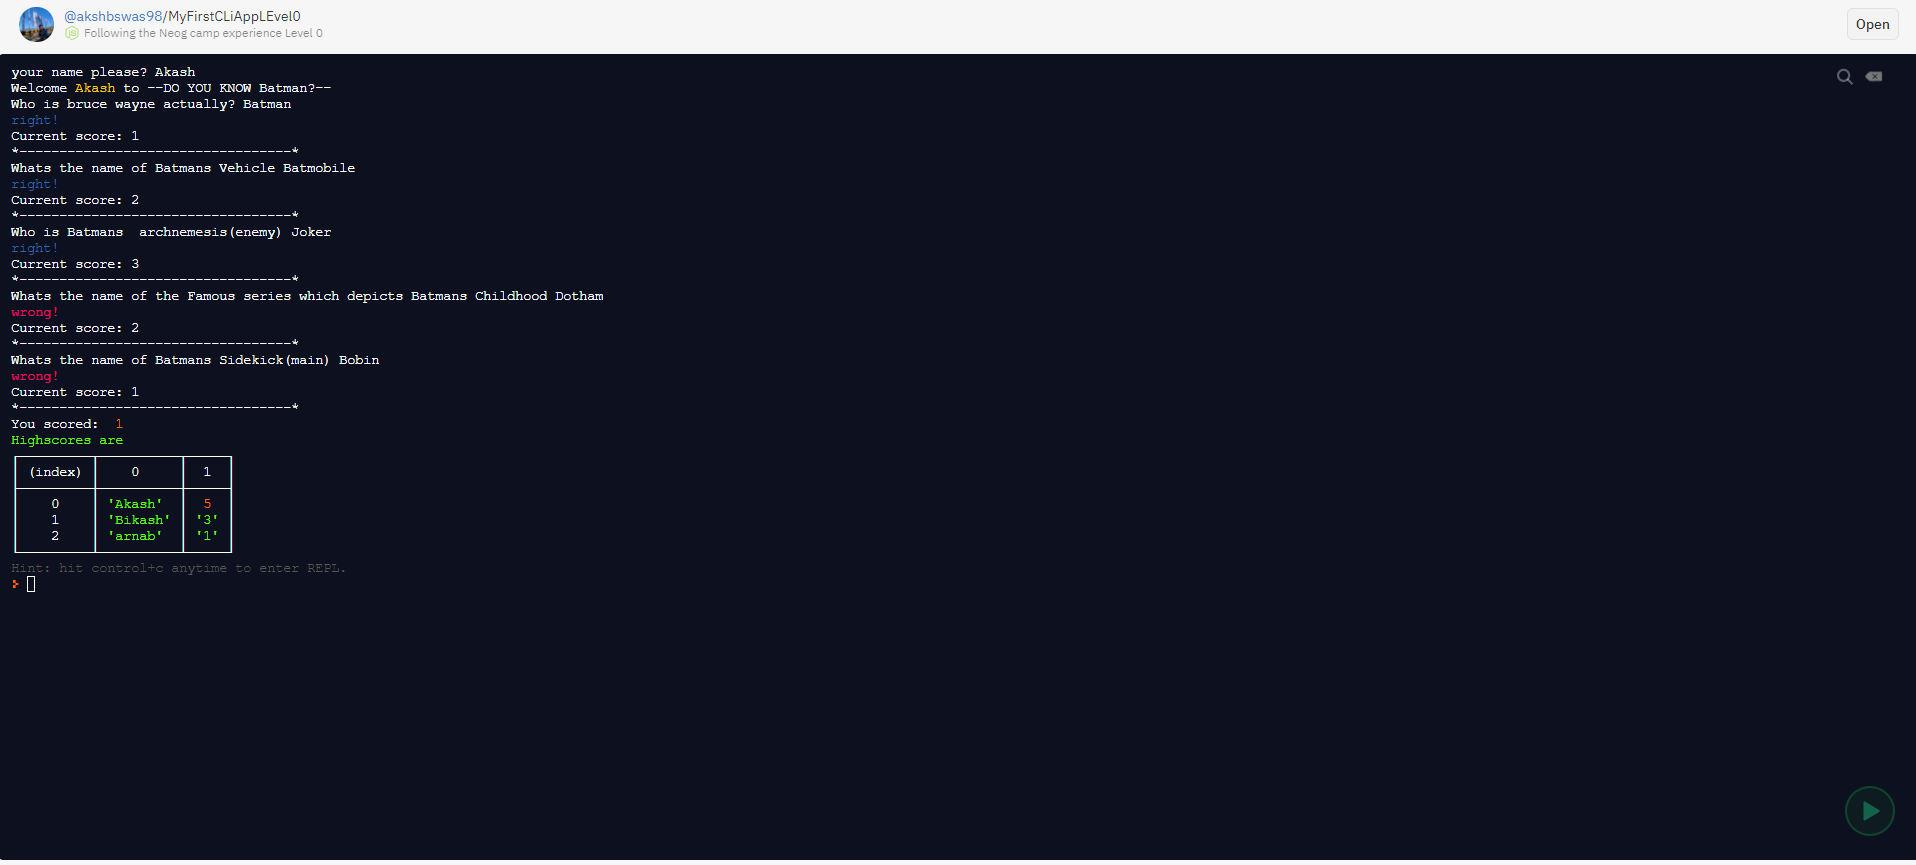 @akshbswas98/MyFirstCLiAppLEvel0
Following the Neog camp experience Level 0
Open
your name please? Akash
Welcome Akash to --DO YOU KNOW Batman?--
Who is bruce wayne actually? Batman
right!
Current score: 1
*----------------------------------*
Whats the name of Batmans Vehicle Batmobile
right!
Current score: 2
*----------------------------------*
Who is Batmans  archnemesis(enemy) Joker
right!
Current score: 3
*----------------------------------*
Whats the name of the Famous series which depicts Batmans Childhood Dotham
wrong!
Current score: 2
*----------------------------------*
Whats the name of Batmans Sidekick(main) Bobin
wrong!
Current score: 1
*----------------------------------*
You scored:  1
Highscores are
(index) 0 1
0 'Akash' 5
1 'Bikash' '3'
2 'arnab' '1'
Hint: hit control+c anytime to enter REPL.
>